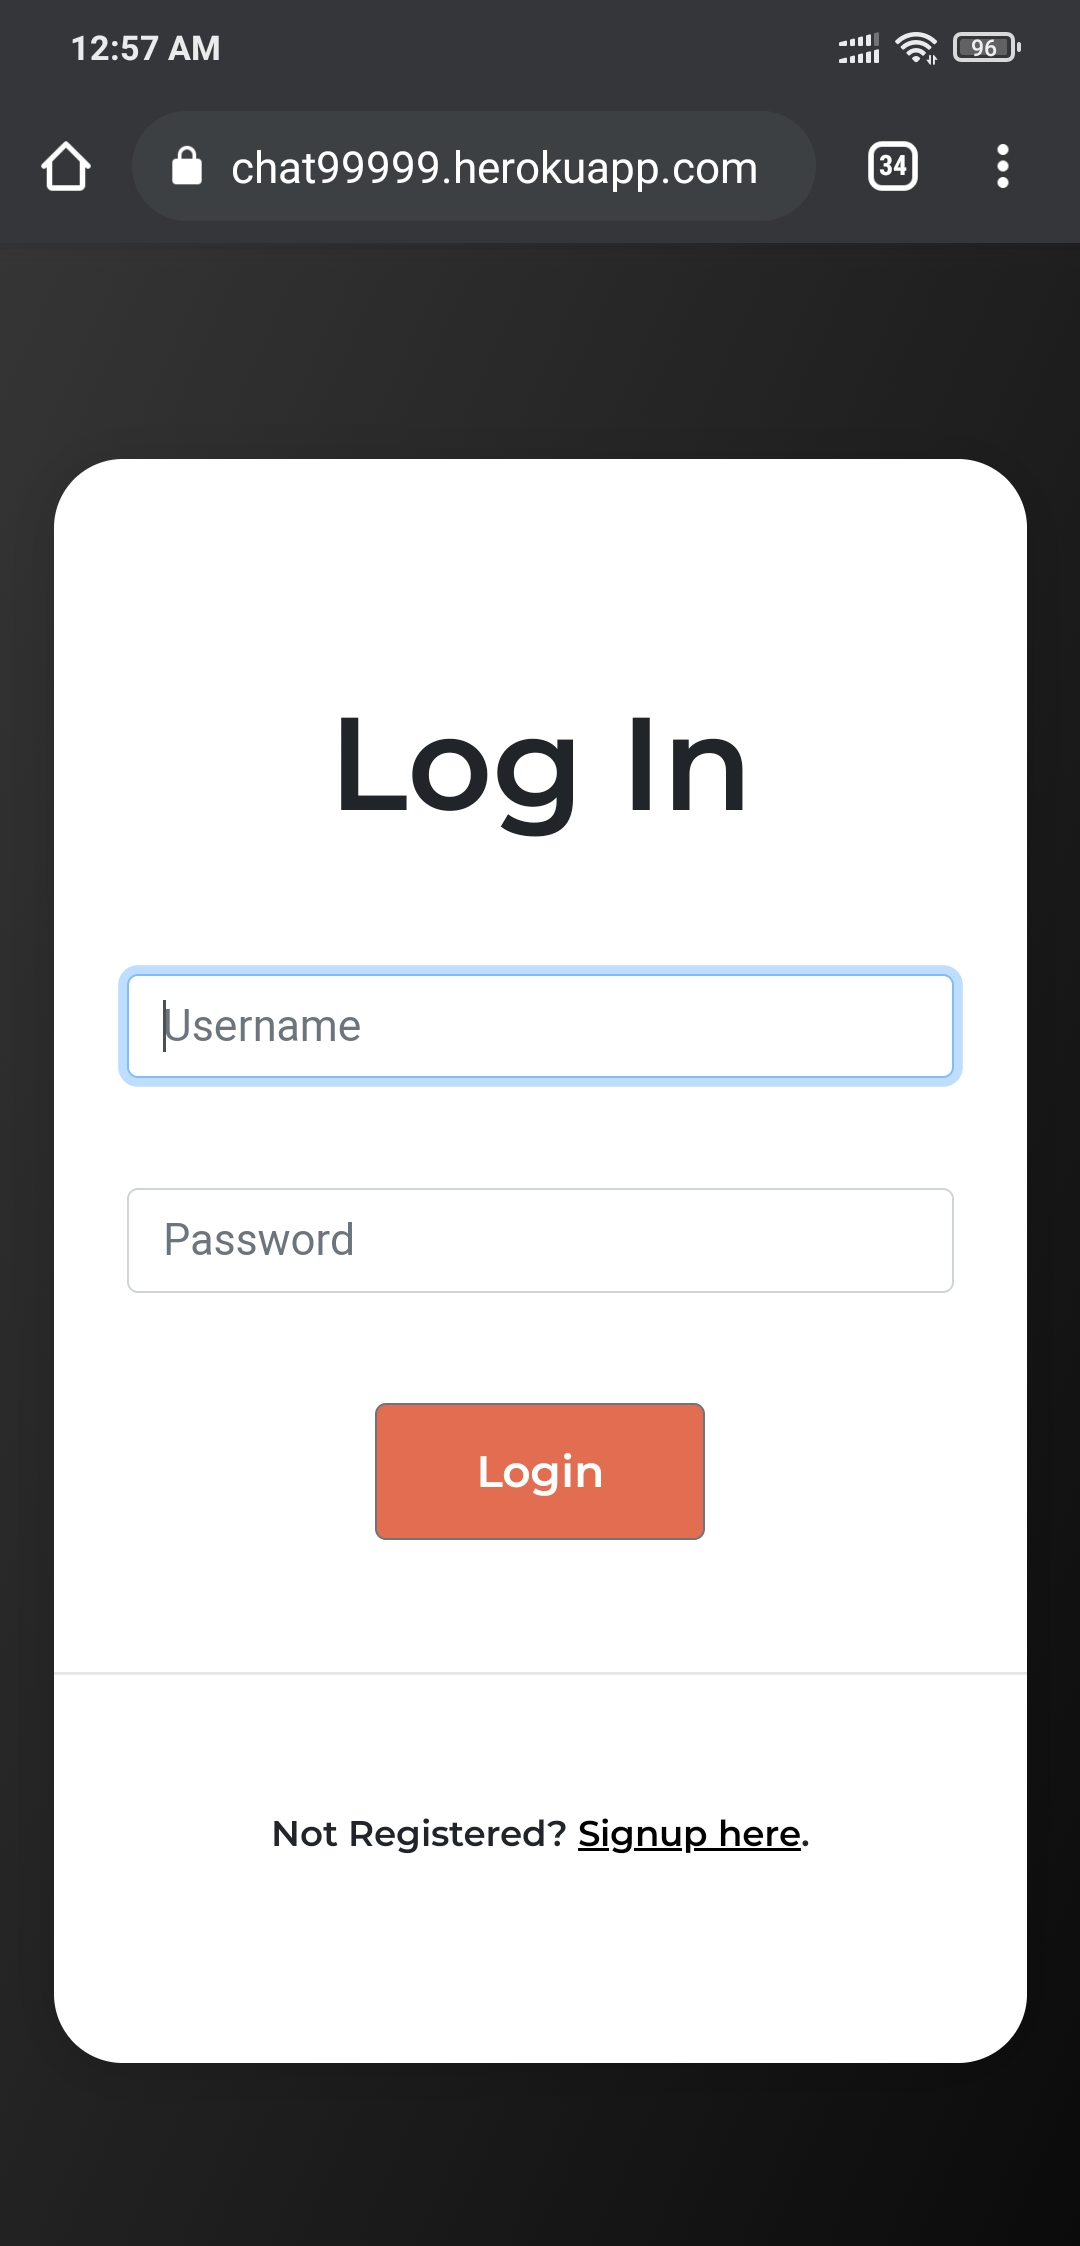 12:57 AM
96
chat99999.herokuapp.com
34
Log In
Username
Password
Login
Not Registered? Signup here.